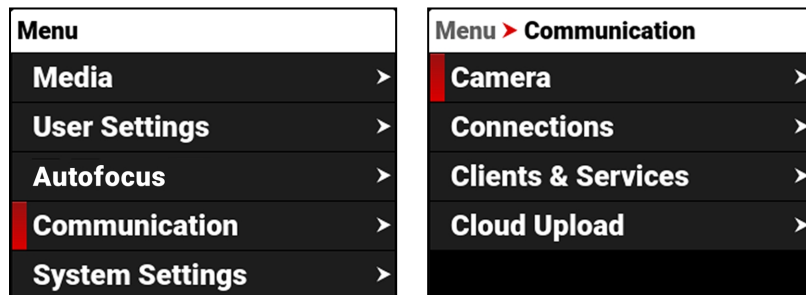 Menu
Media
User Settings
Autofocus
Communication
System Settings
Menu > Communication
Camera
Connections
Clients & Services
Cloud Upload